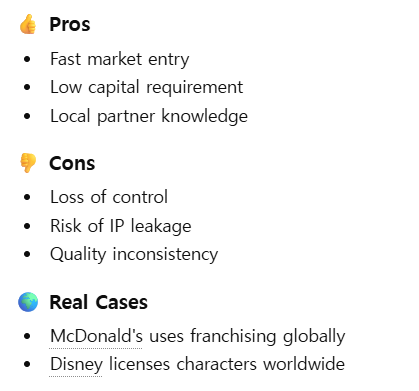 👍 Pros
• Fast market entry
• Low capital requirement
• Local partner knowledge
👎 Cons
• Loss of control
• Risk of IP leakage
• Quality inconsistency
🌍 Real Cases
• McDonald's uses franchising globally
• Disney licenses characters worldwide